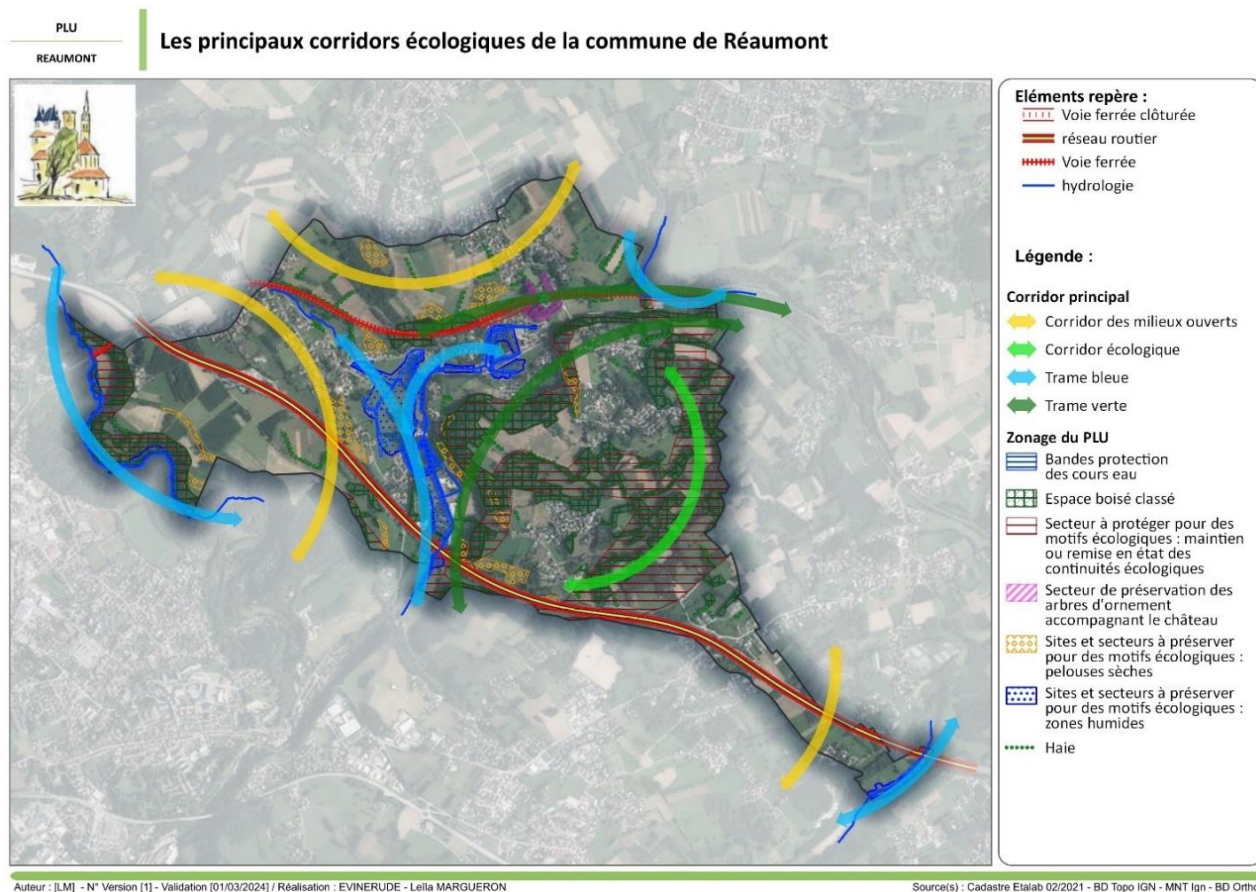 PLU
REAUMONT
Les principaux corridors écologiques de la commune de Réaumont
Eléments repère :
Voie ferrée clôturée
réseau routier
Voie ferrée
hydrologie
Légende :
Corridor principal
Corridor des milieux ouverts
Corridor écologique
Trame bleue
Trame verte
Zonage du PLU
Bandes protection
des cours eau
Espace boisé classé
Secteur à protéger pour des
motifs écologiques : maintien
ou remise en état des
continuités écologiques
Secteur de préservation des
arbres d'ornement
accompagnant le château
Sites et secteurs à préserver
pour des motifs écologiques :
pelouses sèches
Sites et secteurs à préserver
pour des motifs écologiques :
zones humides
Haie
Auteur : [LM] - N° Version [1] - Validation [01/03/2024] / Réalisation : EVINERUDE - Leïla MARGUERON
Source(s) : Cadastre Etalab 02/2021 - BD Topo IGN - MNT Ign - BD Ortho